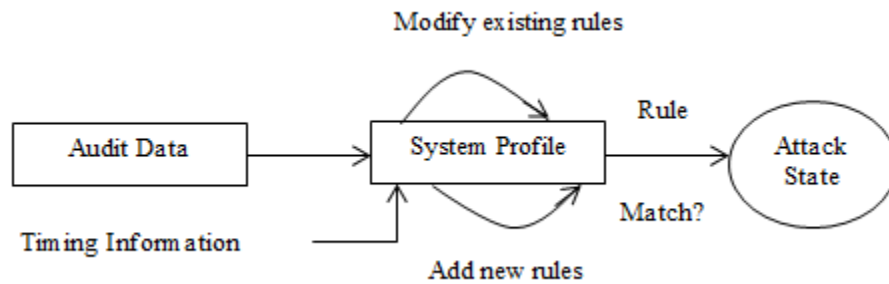 Modify existing rules
Audit Data
System Profile
Rule
Attack
State
Match?
Timing Information
Add new rules